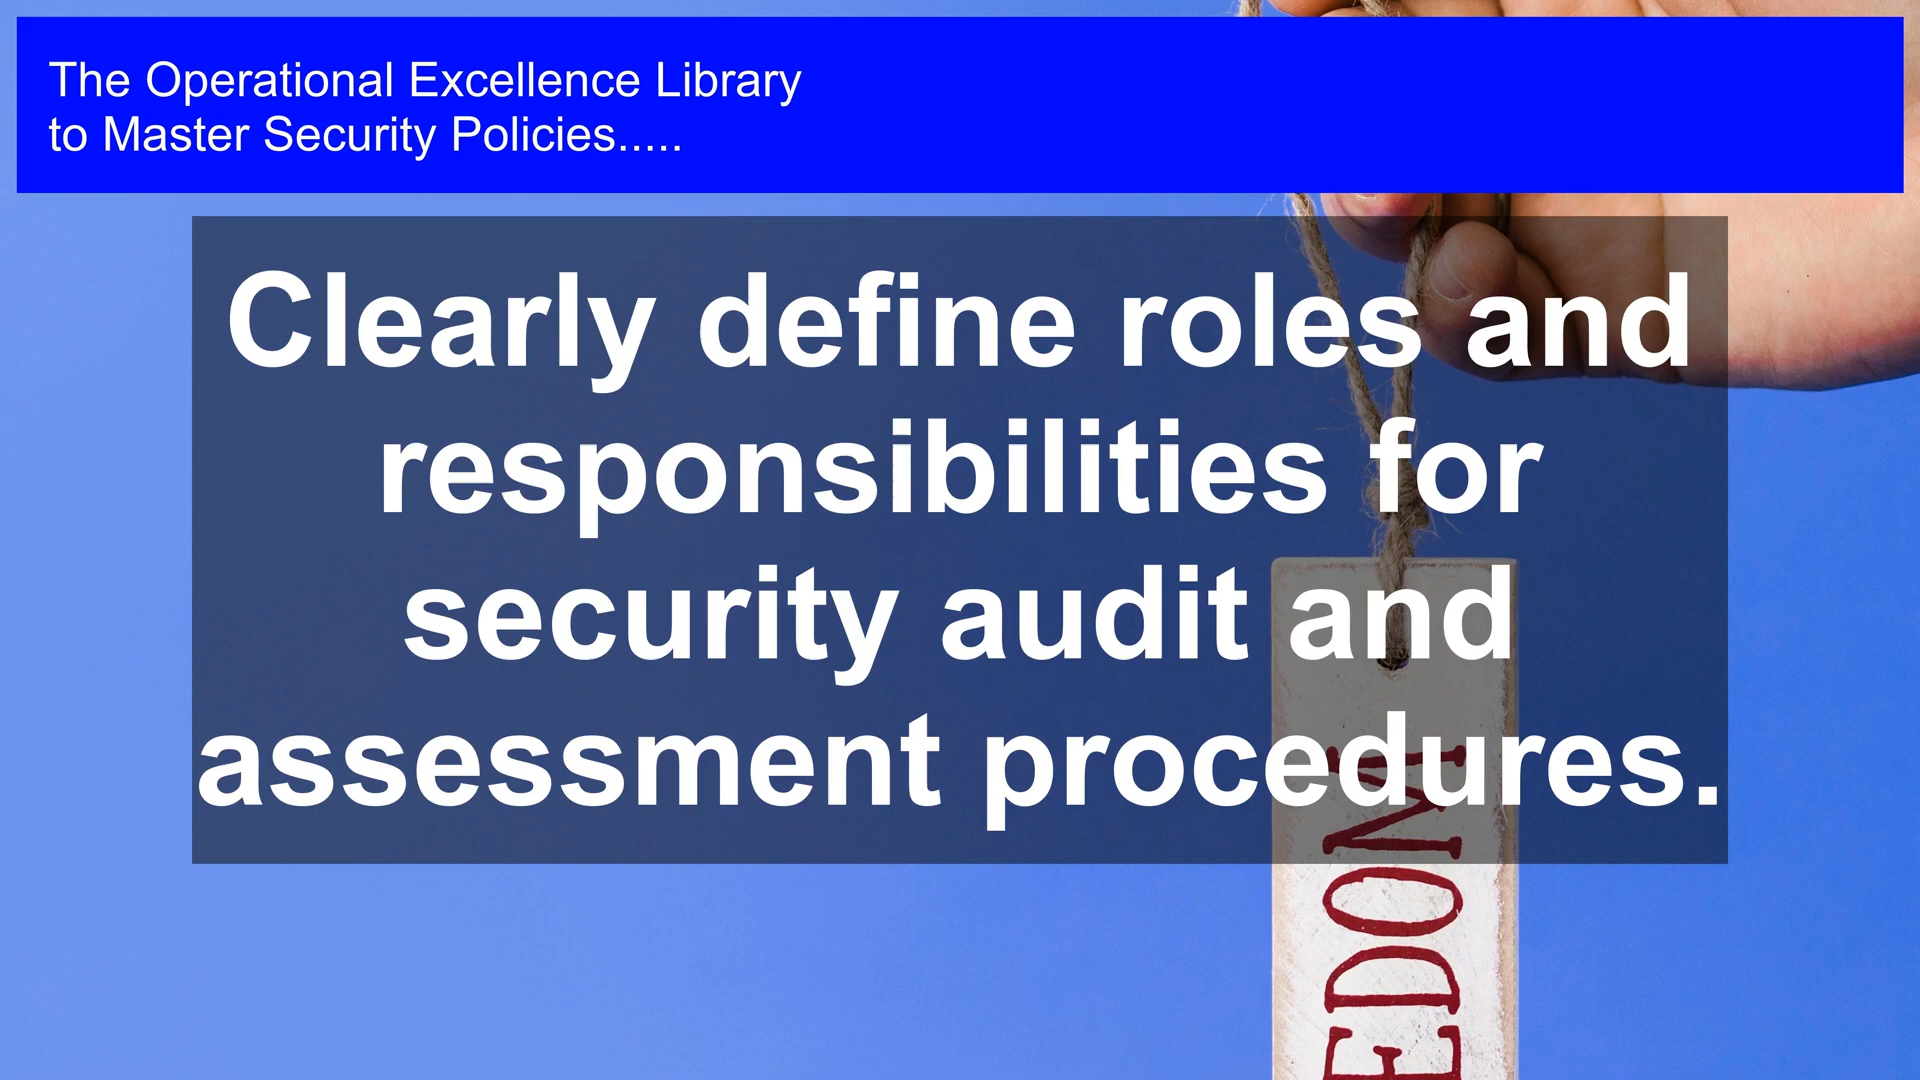 The Operational Excellence Library
to Master Security Policies.....
Clearly define roles and
responsibilities for
security audit and
assessment procedures.
EDOM